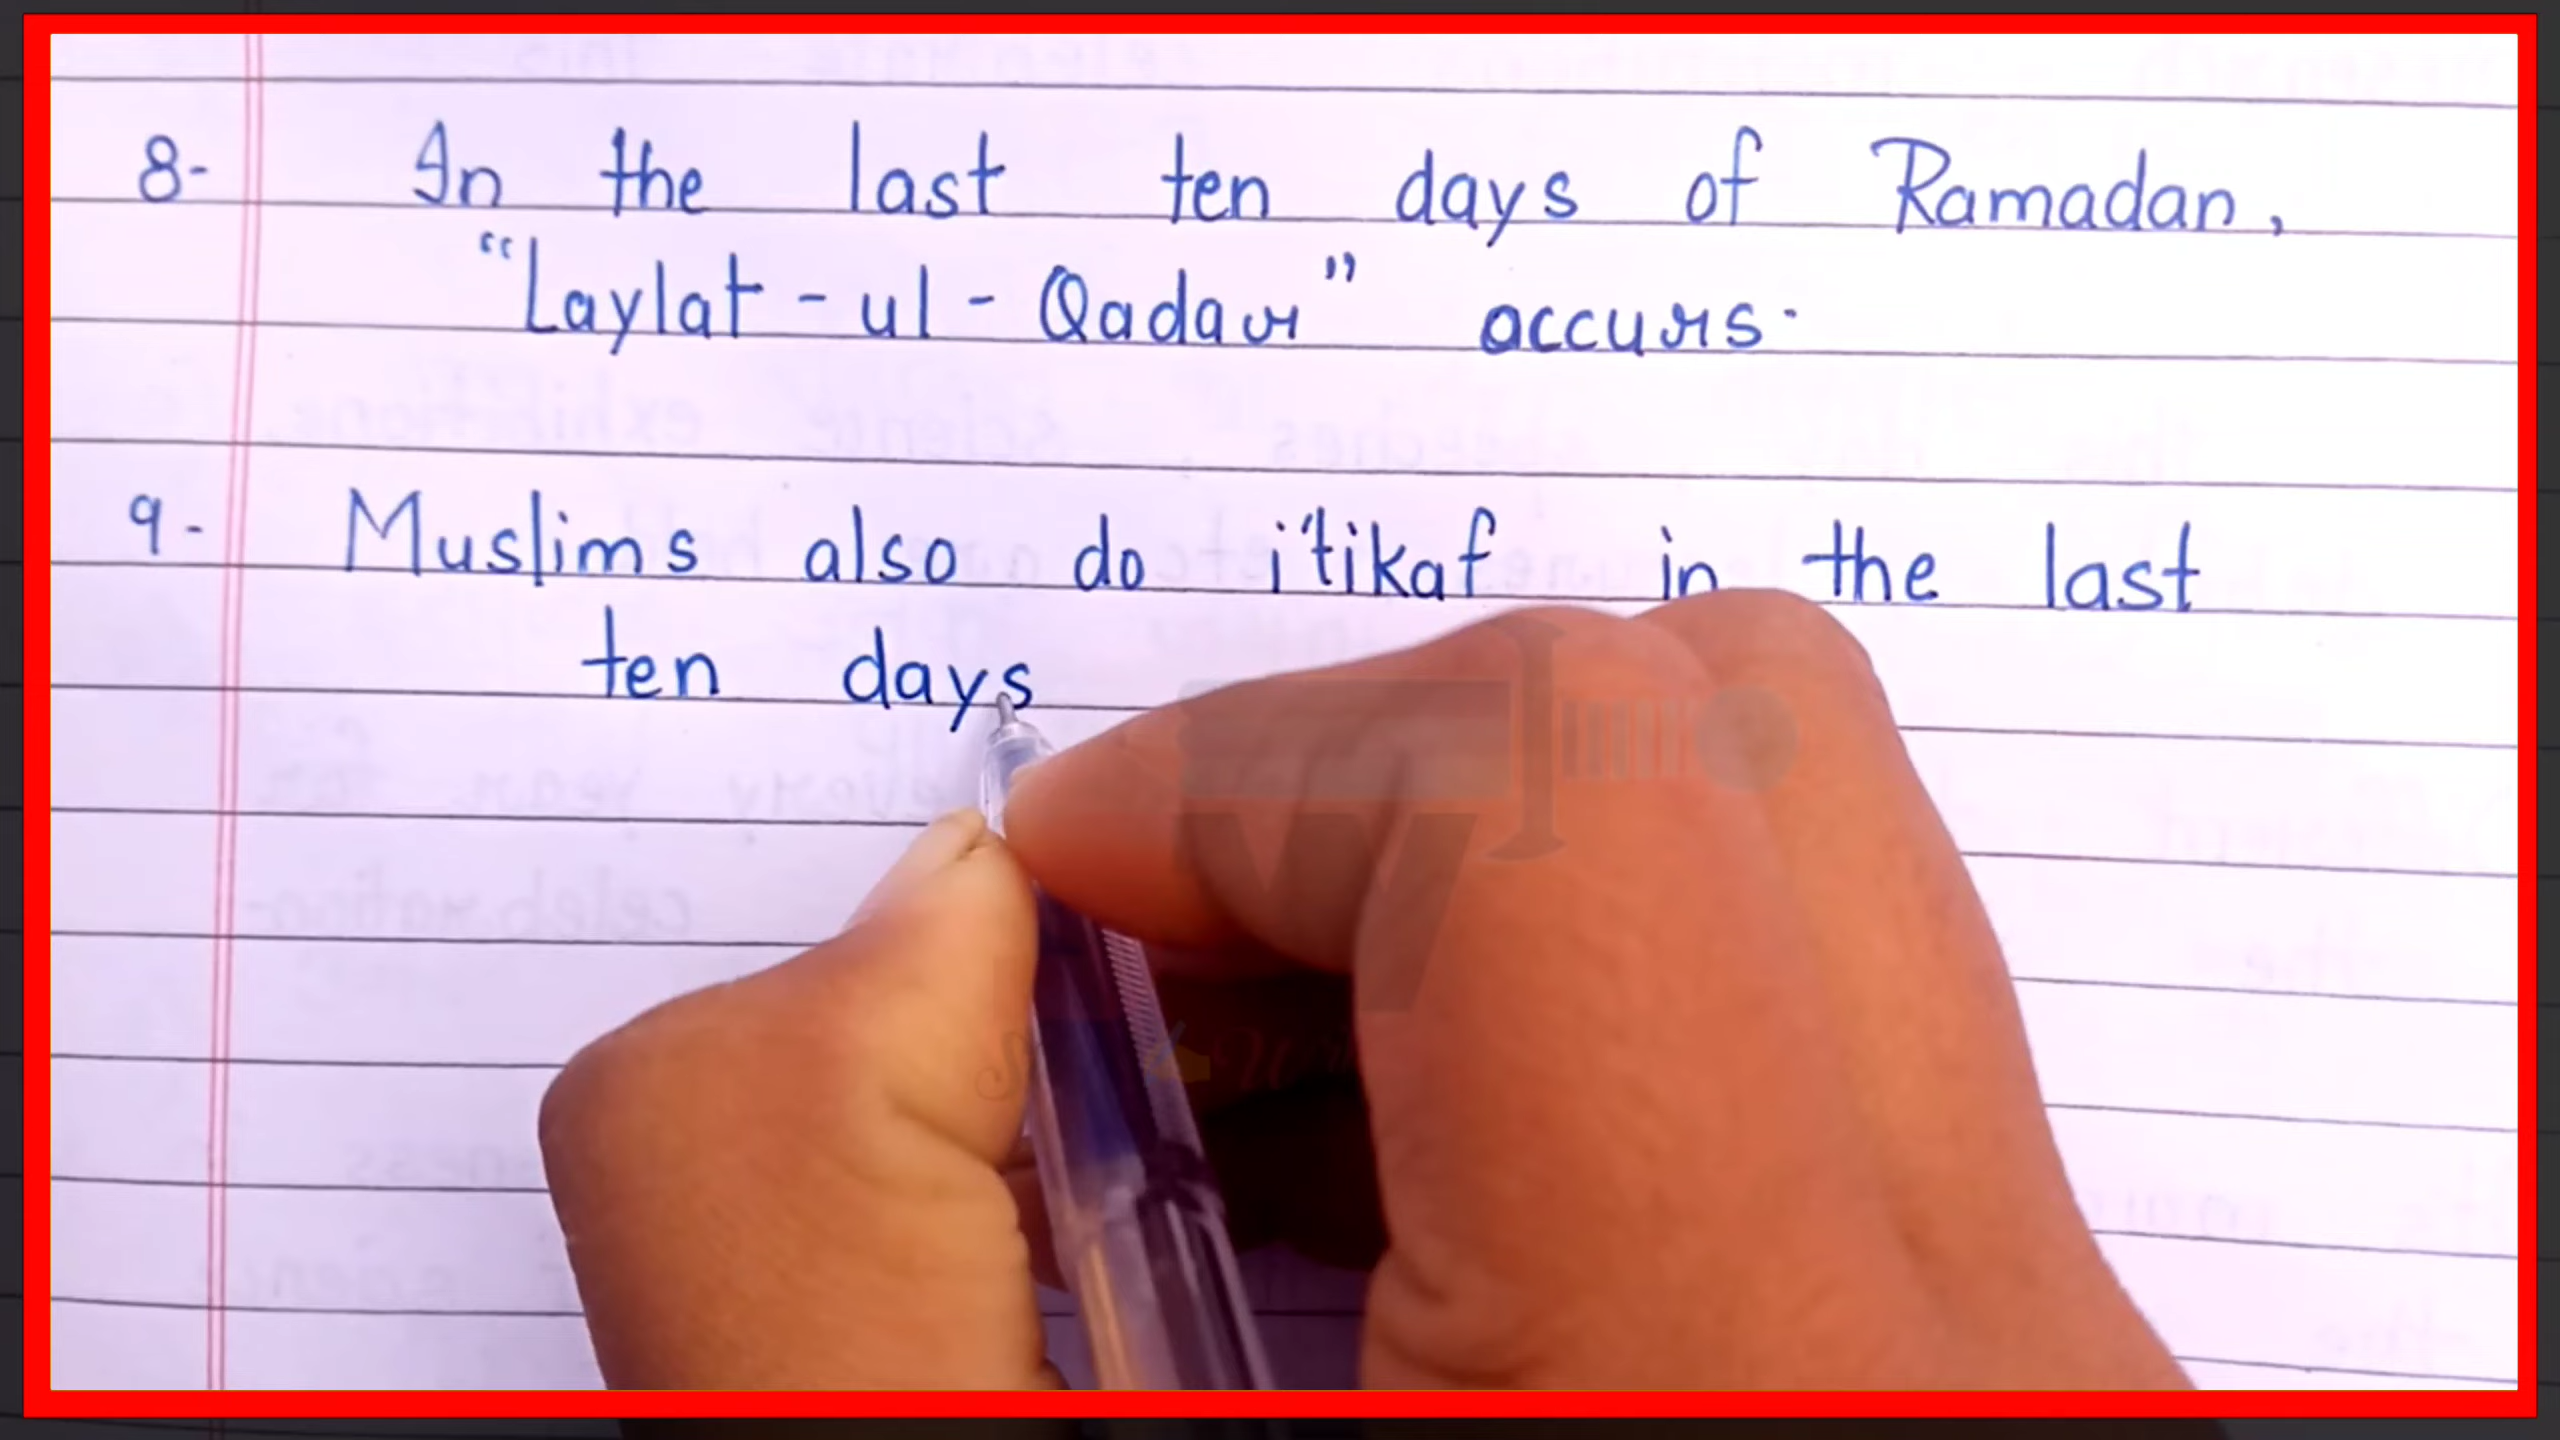 8- In the last ten days of Ramadan,
“Laylat-ul-Qadar” occurs.
9- Muslims also do i'tikaf in the last
ten days